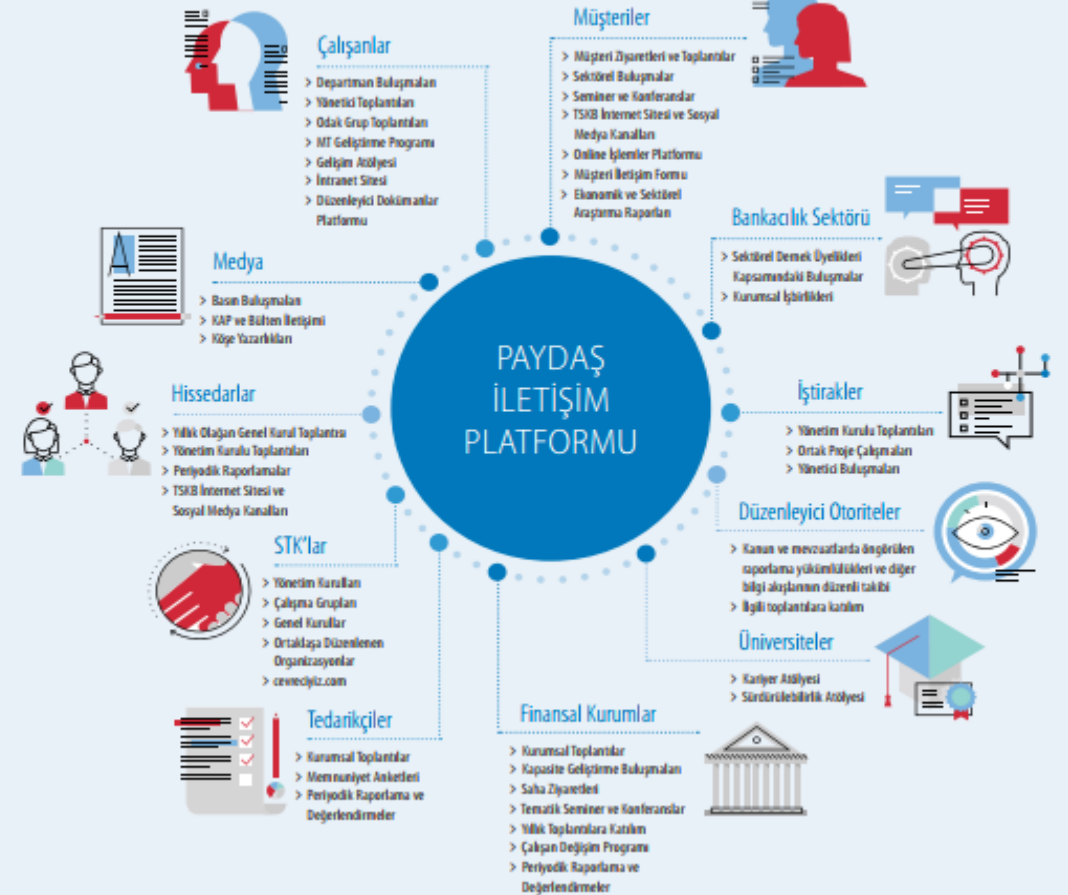 Çalışanlar
> Departman Buluşmaları
> Yönetici Toplantıları
> Odak Grup Toplantıları
> MT Geliştirme Programı
> Gelişim Atölyesi
> İntranet Sitesi
> Düzenleyici Dokümanlar
Platformu
Müşteriler
> Müşteri Ziyaretleri ve Toplantılar
> Sektörel Buluşmalar
> Seminer ve Konferanslar
> TSKB İnternet Sitesi ve Sosyal
Medya Kanalları
> Online İşlemler Platformu
> Müşteri İletişim Formu
> Ekonomik ve Sektörel
Araştırma Raporları
Bankacılık Sektörü
> Sektörel Dernek Üyelikleri
Kapsamındaki Buluşmalar
> Kurumsal İşbirlikleri
Medya
> Basın Buluşmaları
> KAP ve Bülten İletişimi
> Köşe Yazarlıkları
PAYDAŞ
İLETİŞİM
PLATFORMU
Hissedarlar
> Yıllık Olağan Genel Kurul Toplantısı
> Yönetim Kurulu Toplantıları
> Periyodik Raporlamalar
> TSKB İnternet Sitesi ve
Sosyal Medya Kanalları
İştirakler
> Yönetim Kurulu Toplantıları
> Ortak Proje Çalışmaları
> Yönetici Buluşmaları
Düzenleyici Otoriteler
> Kanun ve mevzuatlarda öngörülen
raporlama yükümlülükleri ve diğer
bilgi akışlarının düzenli takibi
> İlgili toplantılara katılım
STK'lar
> Yönetim Kurulları
> Çalışma Grupları
> Genel Kurullar
> Ortaklaşa Düzenlenen
Organizasyonlar
> cevreciyiz.com
Üniversiteler
> Kariyer Atölyesi
> Sürdürülebilirlik Atölyesi
Tedarikçiler
> Kurumsal Toplantılar
> Memnuniyet Anketleri
> Periyodik Raporlama ve
Değerlendirmeler
Finansal Kurumlar
> Kurumsal Toplantılar
> Kapasite Geliştirme Buluşmaları
> Saha Ziyaretleri
> Tematik Seminer ve Konferanslar
> Yıllık Toplantılara Katılım
> Çalışan Değişim Programı
> Periyodik Raporlama ve
Değerlendirmeler
A